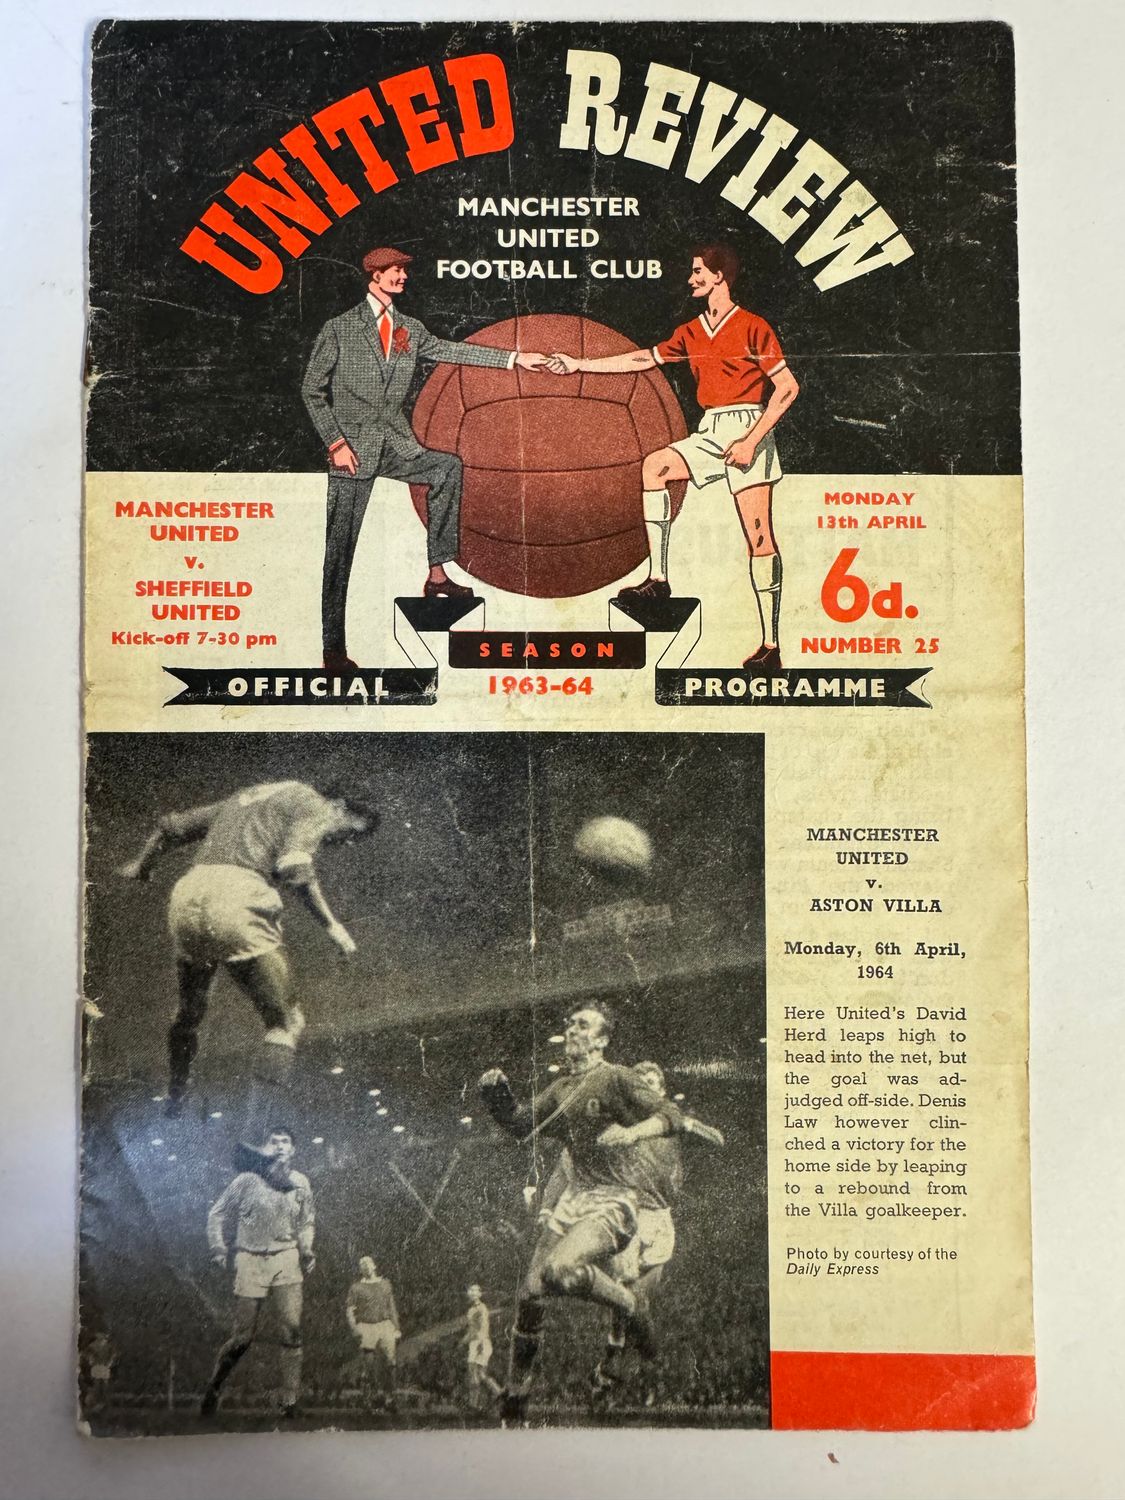 UNITED REVIEW
MANCHESTER
UNITED
FOOTBALL CLUB
MANCHESTER
UNITED
v.
SHEFFIELD
UNITED
Kick-off 7-30 pm
MONDAY
13th APRIL
6d.
NUMBER 25
SEASON
1963-64
OFFICIAL
PROGRAMME
MANCHESTER
UNITED
v.
ASTON VILLA
Monday, 6th April,
1964
Here United's David
Herd leaps high to
head into the net, but
the goal was ad-
judged off-side. Denis
Law however clin-
ched a victory for the
home side by leaping
to a rebound from
the Villa goalkeeper.
Photo by courtesy of the
Daily Express